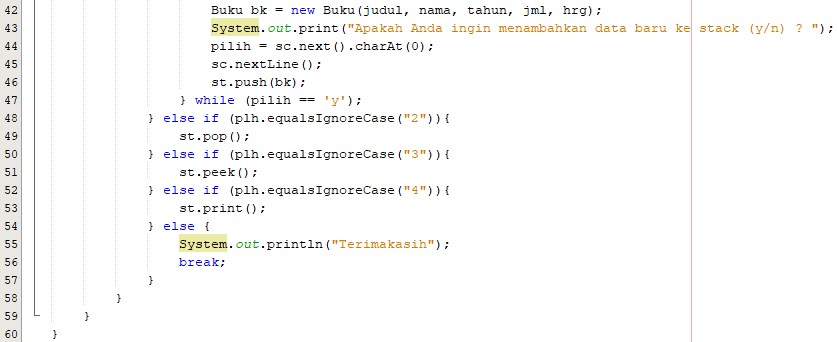 42 Buku bk = new Buku(judul, nama, tahun, jml, hrg);
43 System.out.print("Apakah Anda ingin menambahkan data baru ke stack (y/n) ? ");
44 pilih = sc.next().charAt(0);
45 sc.nextLine();
46 st.push(bk);
47 } while (pilih == 'y');
48 } else if (plh.equalsIgnoreCase("2")){
49 st.pop();
50 } else if (plh.equalsIgnoreCase("3")){
51 st.peek();
52 } else if (plh.equalsIgnoreCase("4")){
53 st.print();
54 } else {
55 System.out.println("Terimakasih");
56 break;
57 }
58 }
59 }
60 }